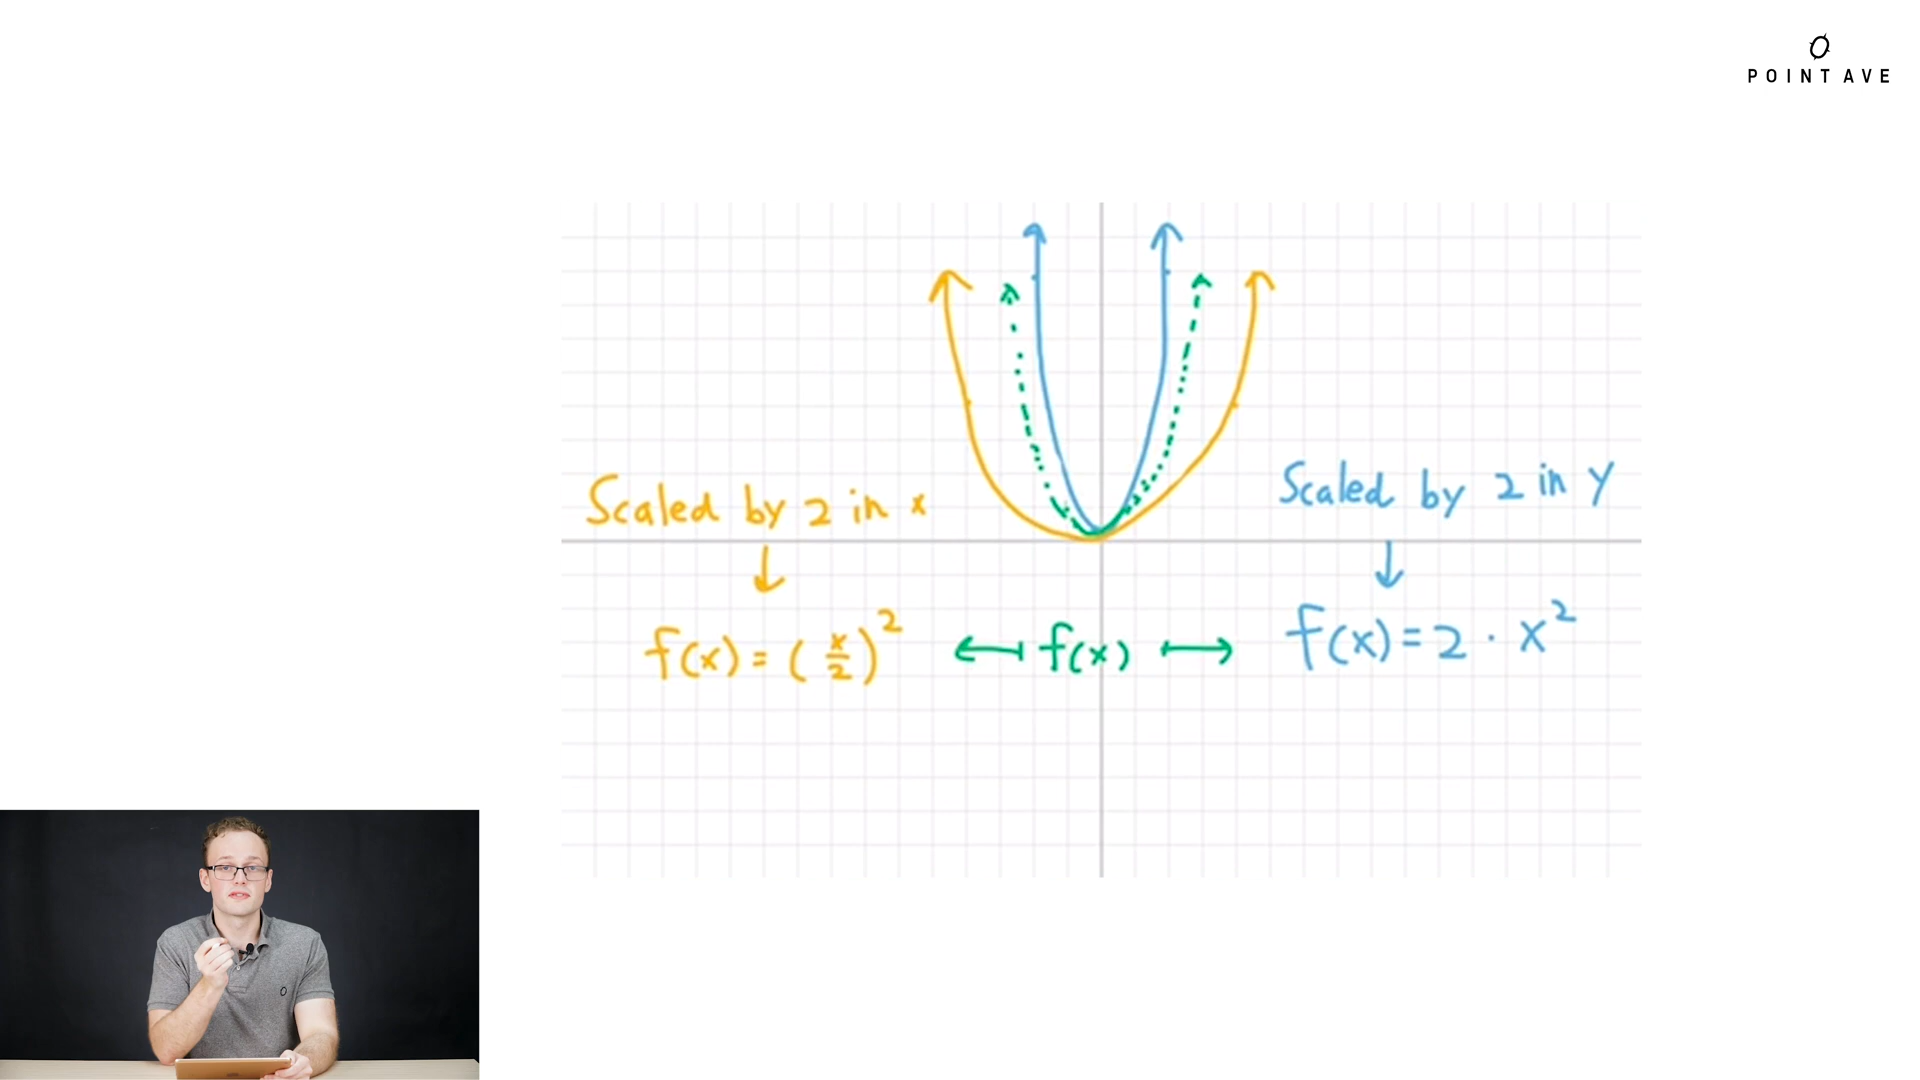 POINT AVE
Scaled by 2 in x
Scaled by 2 in y
↓
↓
f(x) = (x/2)²
← f(x) →
f(x) = 2 · x²